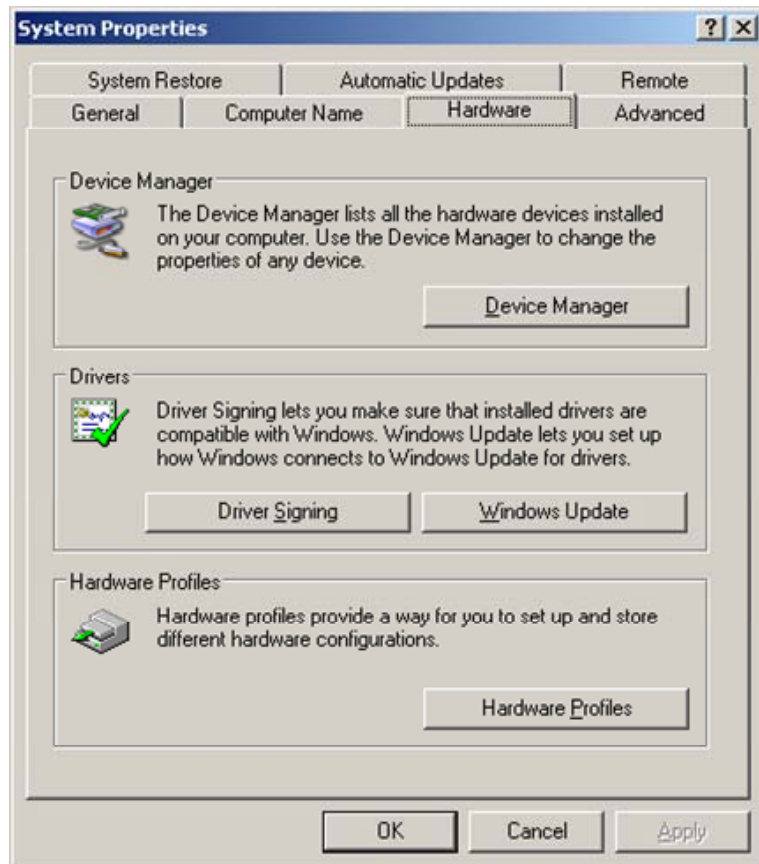 System Properties
System Restore Automatic Updates Remote
General Computer Name Hardware Advanced
Device Manager
The Device Manager lists all the hardware devices installed
on your computer. Use the Device Manager to change the
properties of any device.
Device Manager
Drivers
Driver Signing lets you make sure that installed drivers are
compatible with Windows. Windows Update lets you set up
how Windows connects to Windows Update for drivers.
Driver Signing Windows Update
Hardware Profiles
Hardware profiles provide a way for you to set up and store
different hardware configurations.
Hardware Profiles
OK Cancel Apply